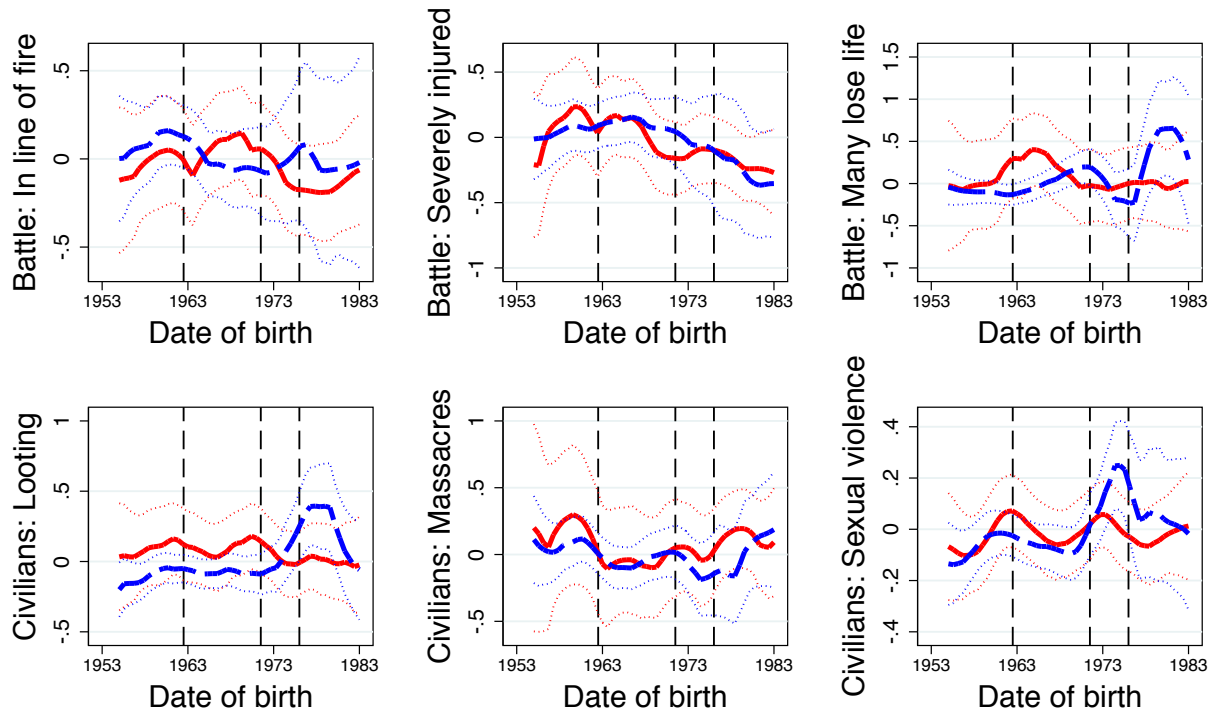 Battle: In line of fire
.5
0
-.5
1953 1963 1973 1983
Date of birth
Battle: Severely injured
.5
0
-.5
-1
1953 1963 1973 1983
Date of birth
Battle: Many lose life
1.5
1
.5
0
-.5
-1
1953 1963 1973 1983
Date of birth
Civilians: Looting
1
.5
0
-.5
1953 1963 1973 1983
Date of birth
Civilians: Massacres
1
.5
0
-.5
1953 1963 1973 1983
Date of birth
Civilians: Sexual violence
.4
.2
0
-.2
-.4
1953 1963 1973 1983
Date of birth